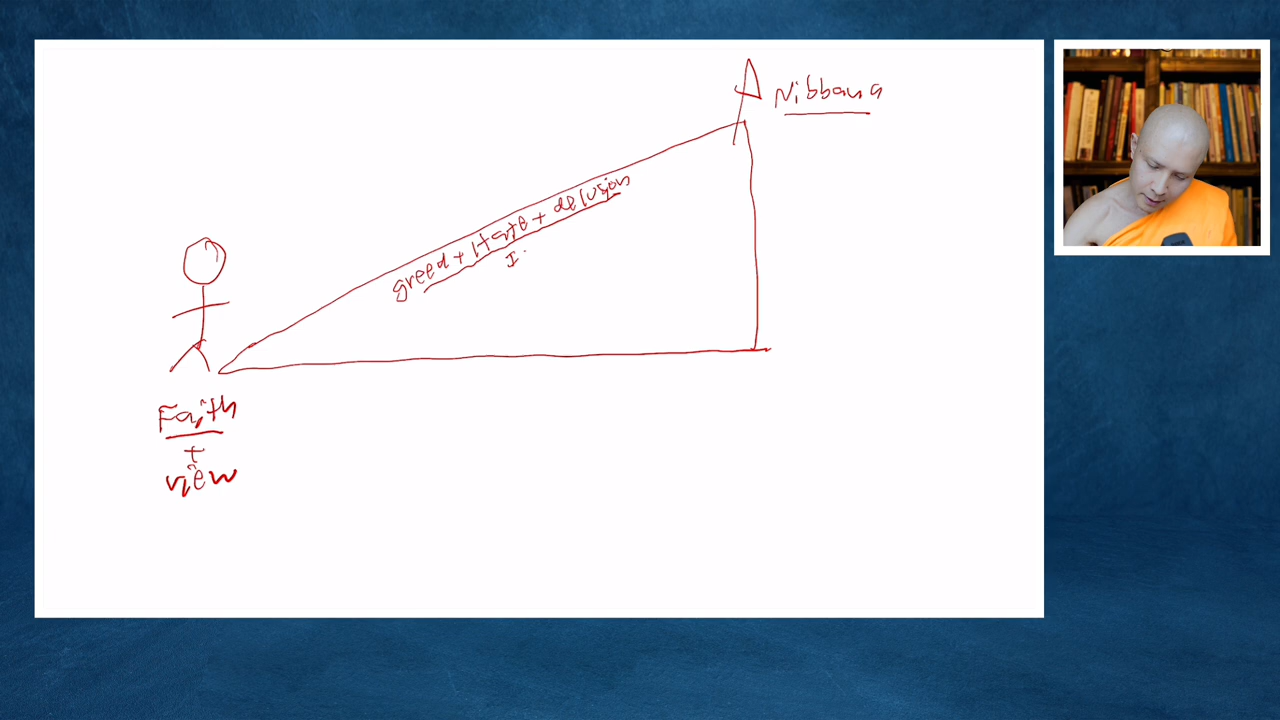 Nibbana
greed + Hate + delusion
I
Faith
+
view